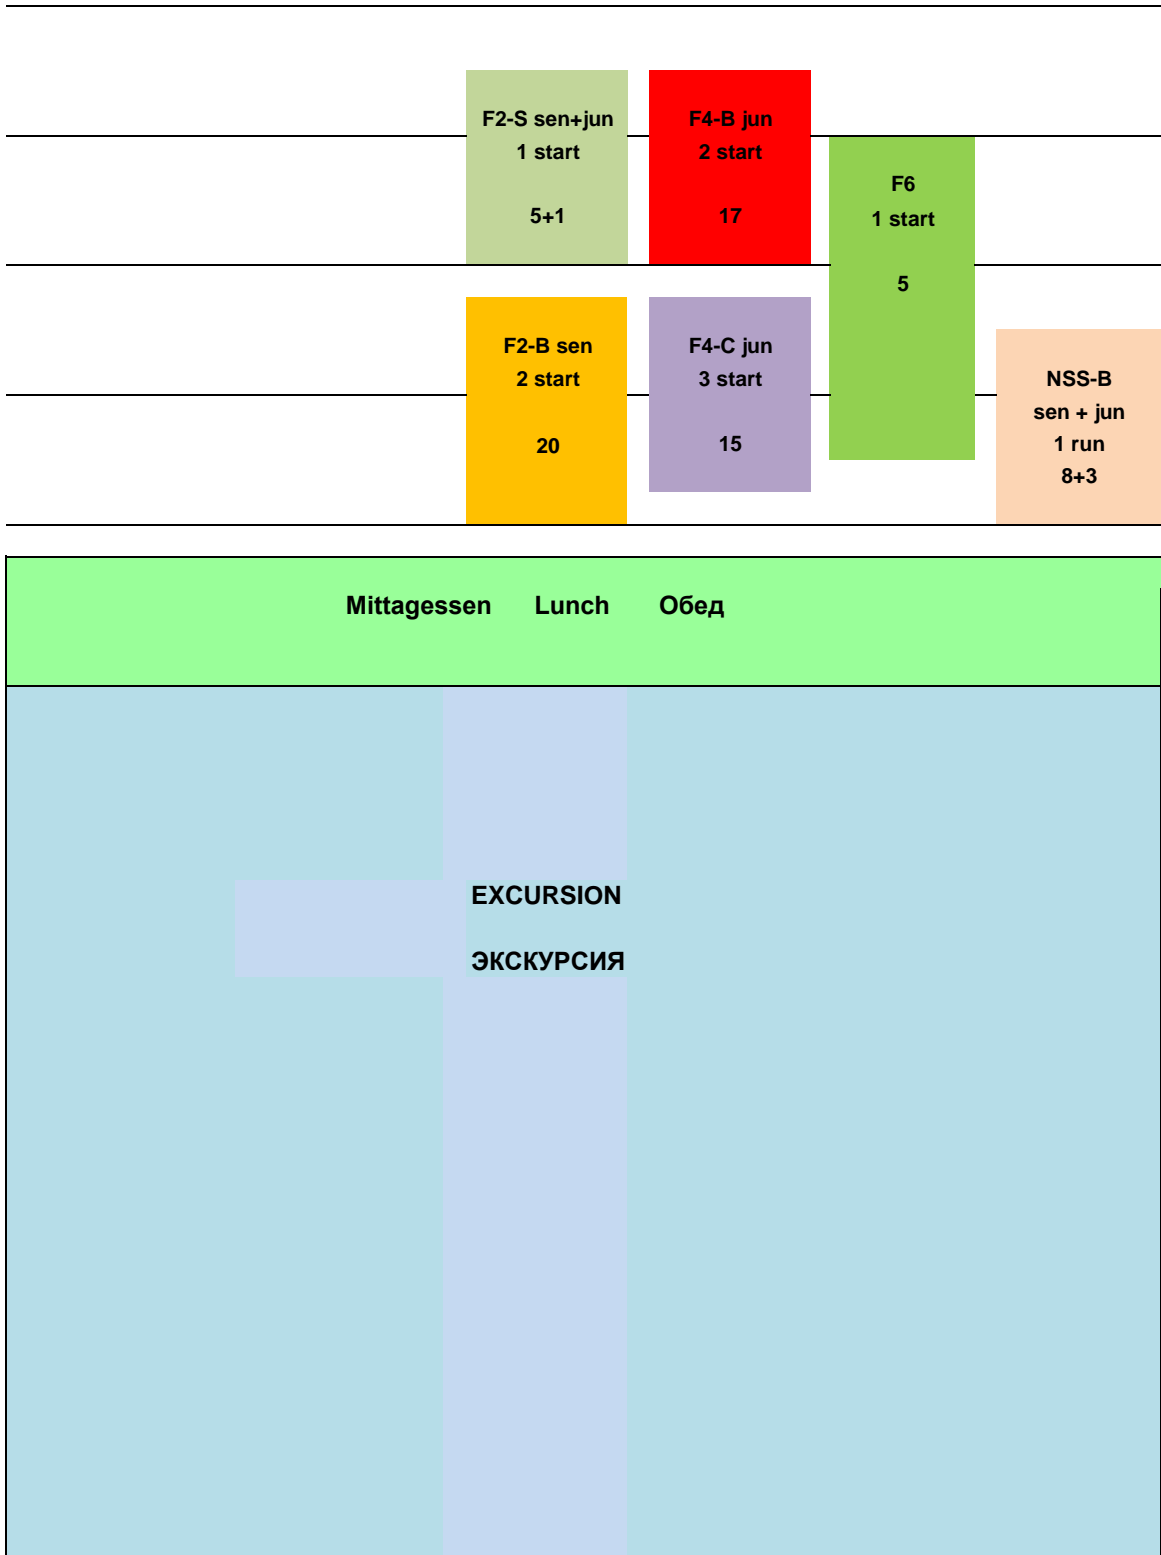 F2-S sen+jun
1 start
5+1
F4-B jun
2 start
17
F6
1 start
5
F2-B sen
2 start
20
F4-C jun
3 start
15
NSS-B
sen + jun
1 run
8+3
Mittagessen Lunch Обед
EXCURSION
ЭКСКУРСИЯ